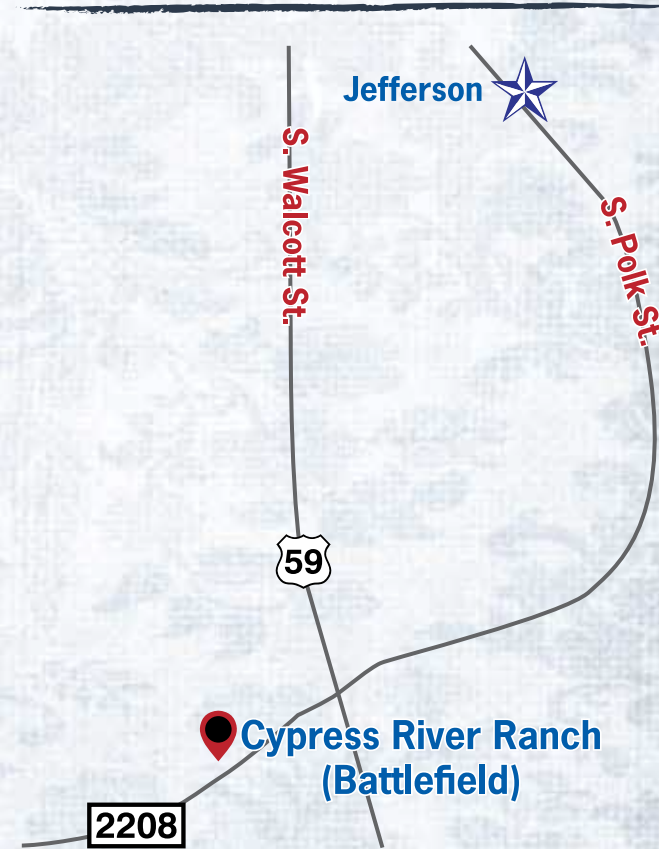 Jefferson
S. Walcott St.
S. Polk St.
59
Cypress River Ranch
(Battlefield)
2208